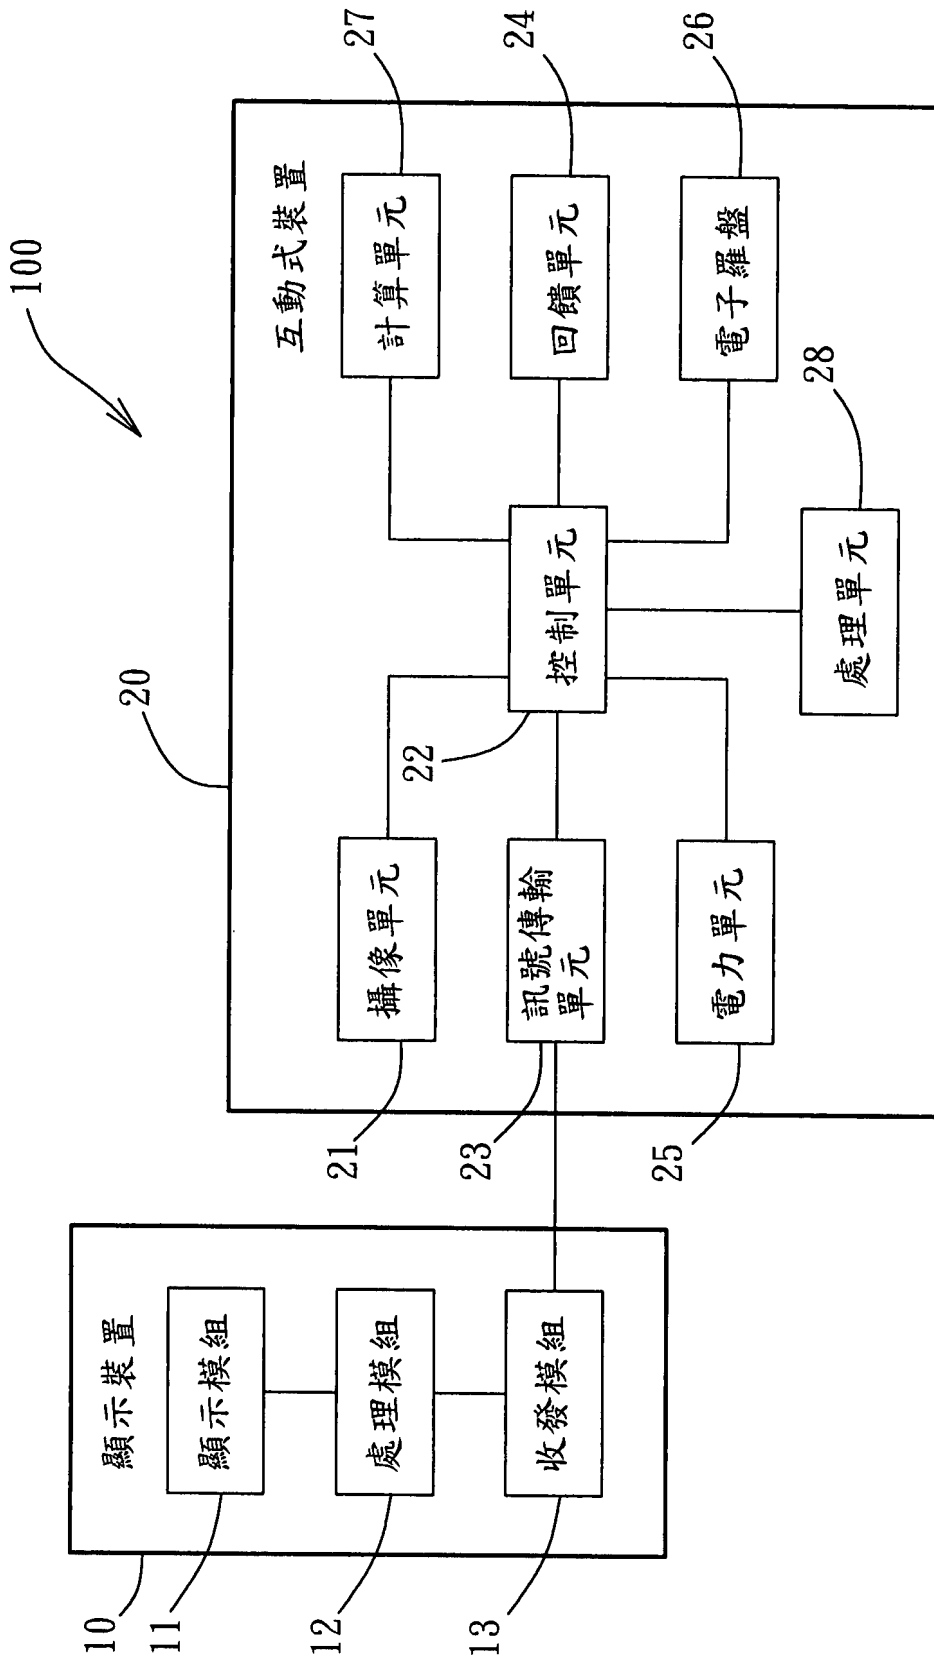 100
10
顯示裝置
11
顯示模組
12
處理模組
13
收發模組
20
互動式裝置
21
攝像單元
22
控制單元
27
計算單元
23
訊號傳輸
單元
24
回饋單元
25
電力單元
26
電子羅盤
28
處理單元